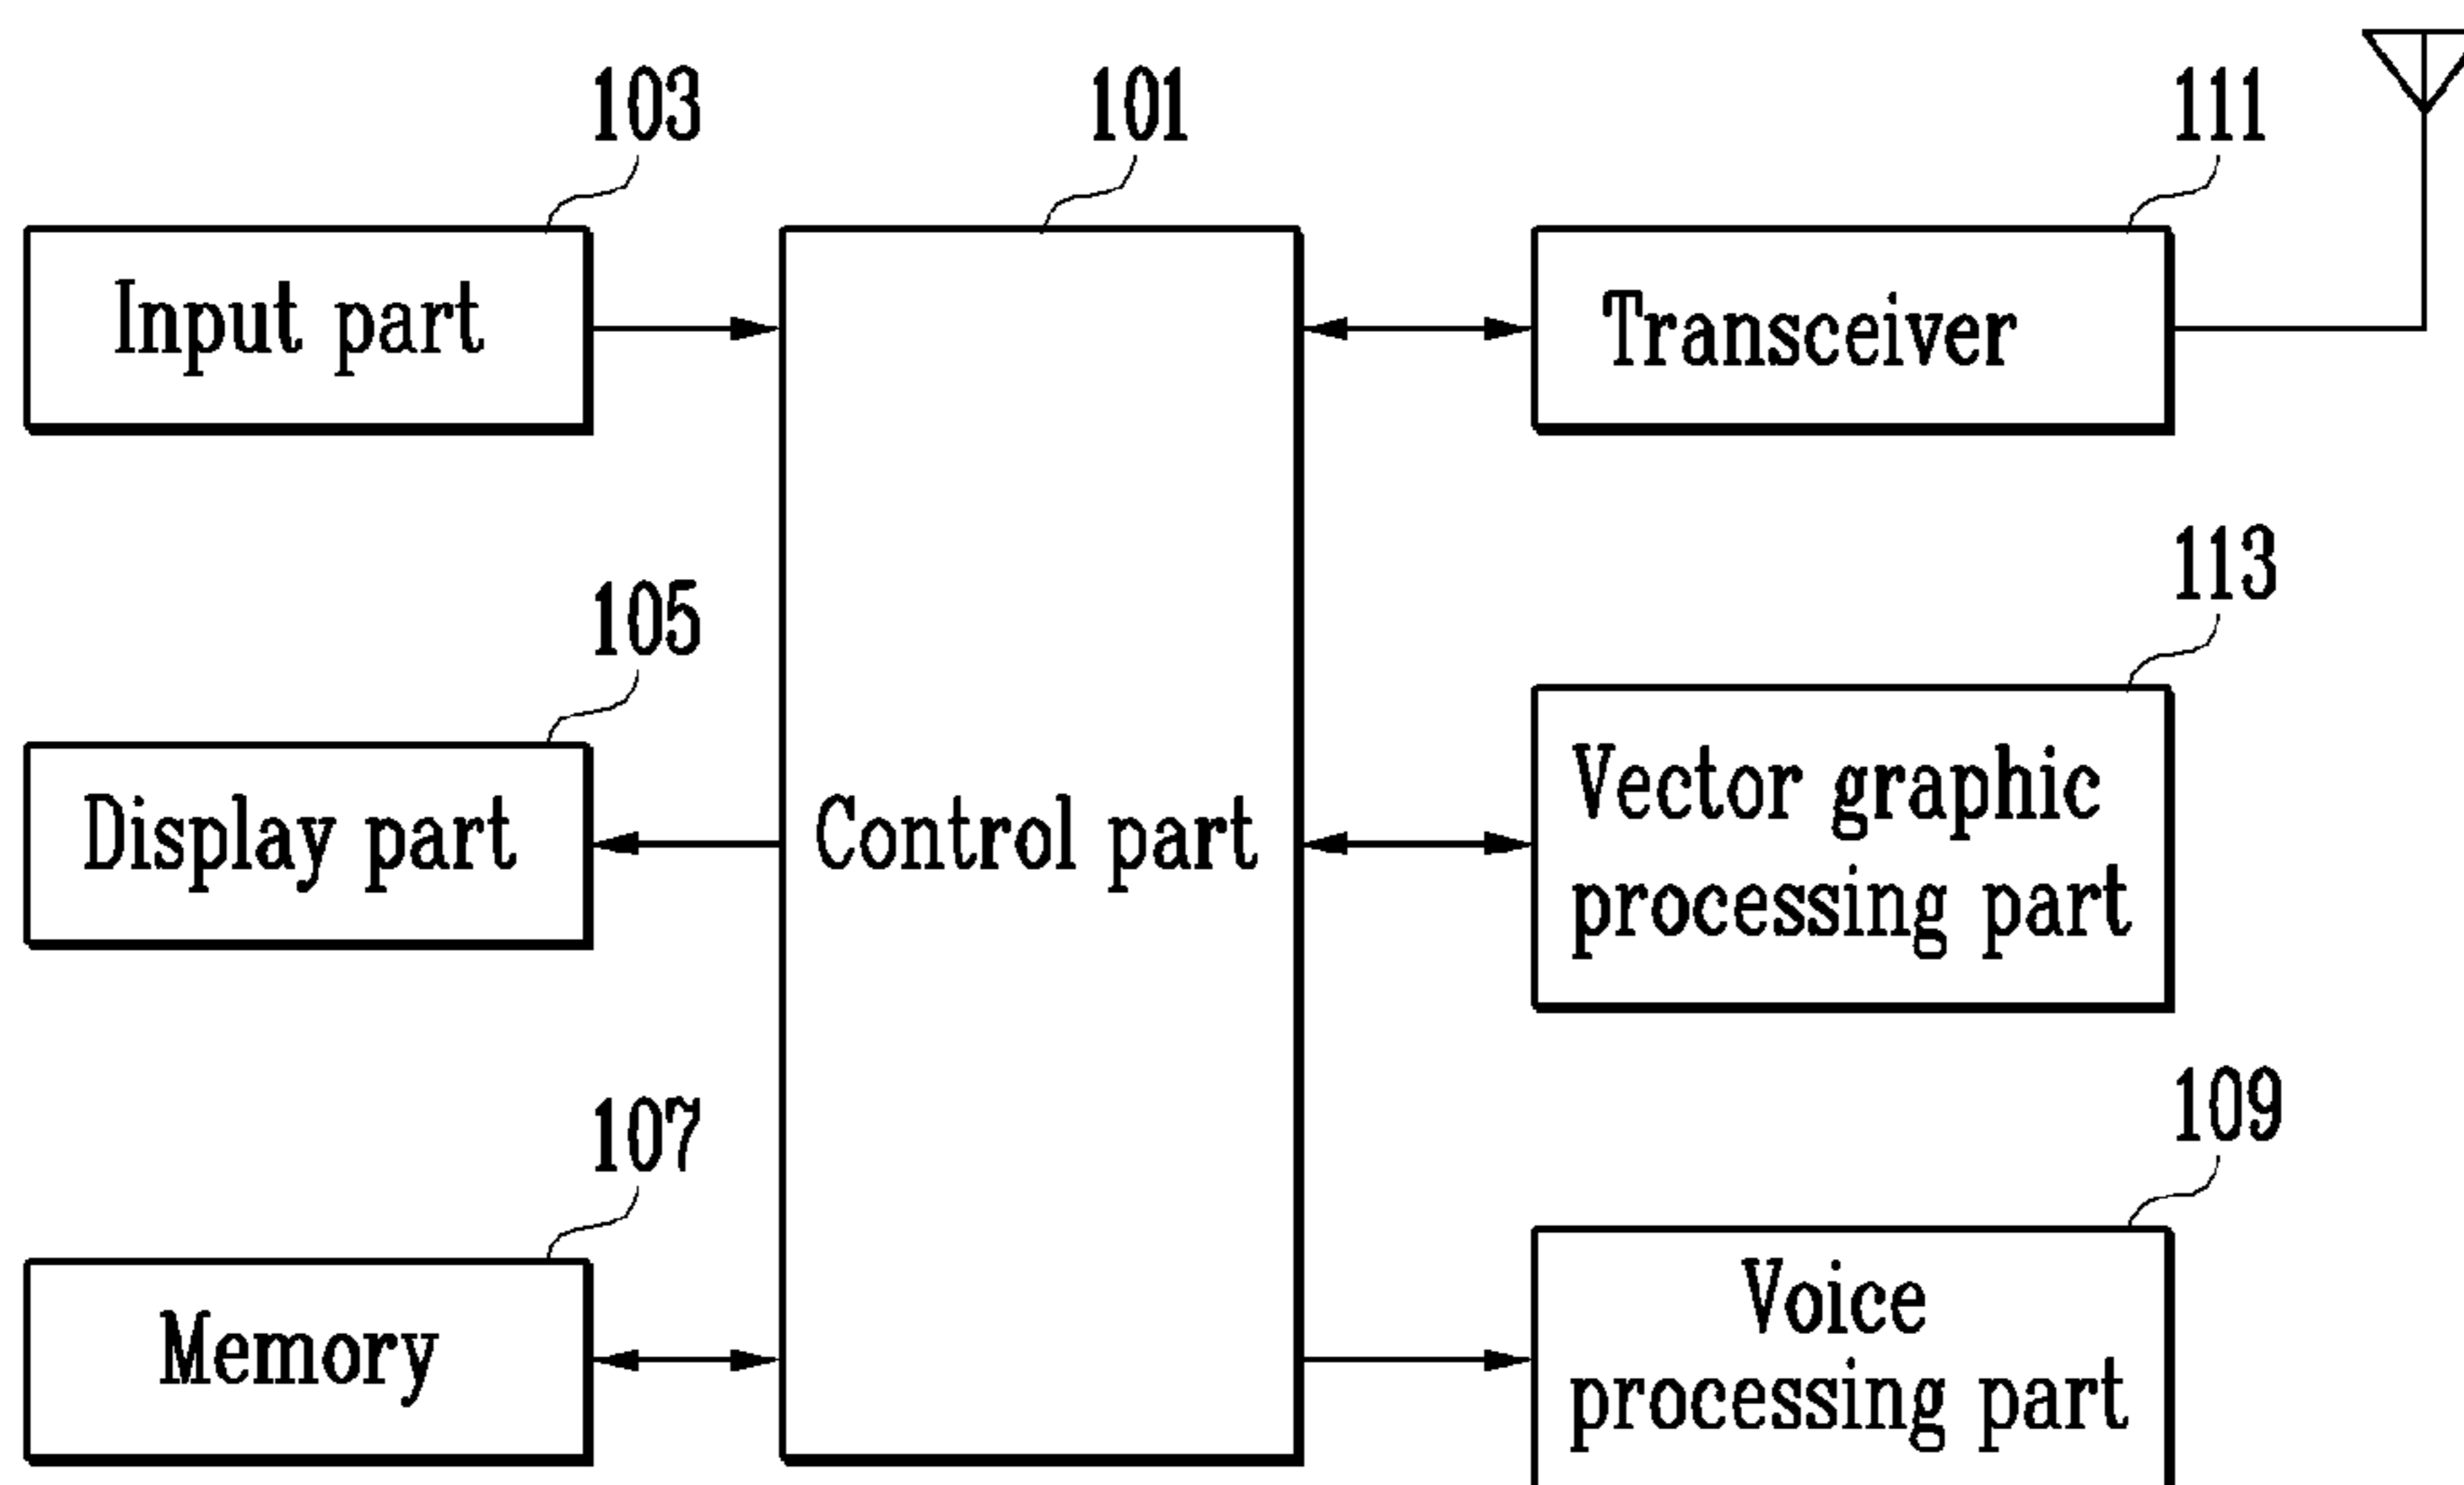 103
101
111
Input part
Transceiver
113
105
Display part
Control part
Vector graphic
processing part
107
109
Memory
Voice
processing part